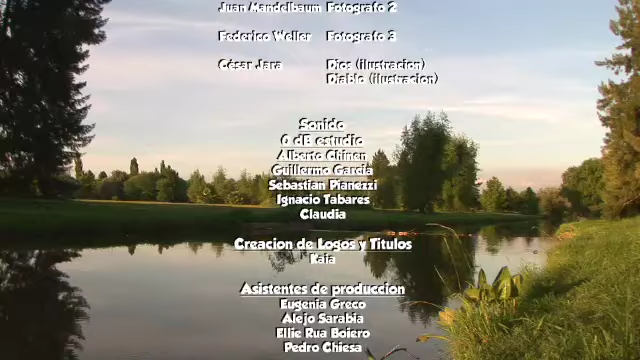 Juan Mandelbaum Fotografo 2
Federico Weller Fotografo 3
César Jara Dios (ilustracion)
Diablo (ilustracion)
Sonido
0 dB estudio
Alberto Chinen
Guillermo García
Sebastian Pianezzi
Ignacio Tabares
Claudia
Creacion de Logos y Titulos
Kaia
Asistentes de produccion
Eugenia Greco
Alejo Sarabia
Ellie Rua Boiero
Pedro Chiesa